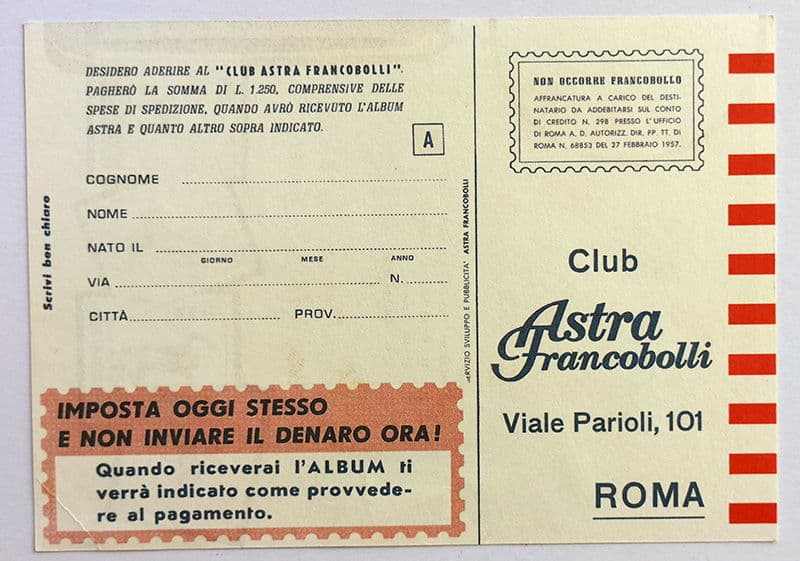 DESIDERO ADERIRE AL "CLUB ASTRA FRANCOBOLLI".
PAGHERÒ LA SOMMA DI L. 1.250, COMPRENSIVE DELLE
SPESE DI SPEDIZIONE, QUANDO AVRÒ RICEVUTO L'ALBUM
ASTRA E QUANTO ALTRO SOPRA INDICATO.
A
COGNOME
NOME
NATO IL
GIORNO MESE ANNO
VIA N.
CITTÀ PROV.
Scrivi ben chiaro
SERVIZIO SVILUPPO E PUBBLICITA' ASTRA FRANCOBOLLI
IMPOSTA OGGI STESSO
E NON INVIARE IL DENARO ORA!
Quando riceverai l'ALBUM ti
verrà indicato come provvede-
re al pagamento.
NON OCCORRE FRANCOBOLLO
AFFRANCATURA A CARICO DEL DESTI-
NATARIO DA ADDEBITARSI SUL CONTO
DI CREDITO N. 298 PRESSO L'UFFICIO
DI ROMA A. D. AUTORIZZ. DIR. PP. TT. DI
ROMA N. 68853 DEL 27 FEBBRAIO 1957.
Club
Astra
Francobolli
Viale Parioli, 101
ROMA